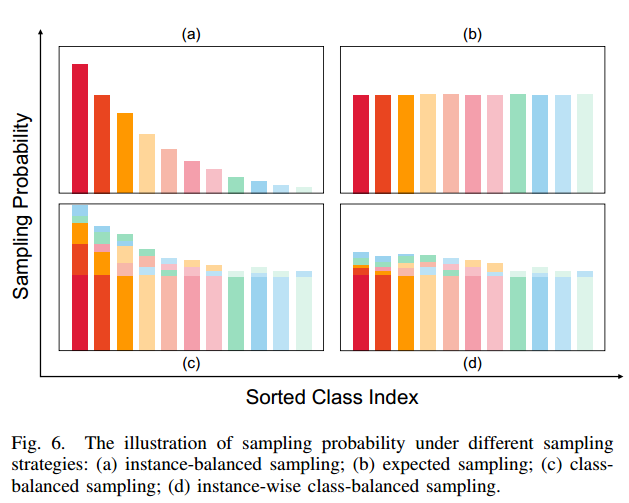 (a)
(b)
Sampling Probability
(c)
(d)
Sorted Class Index
Fig. 6. The illustration of sampling probability under different sampling
strategies: (a) instance-balanced sampling; (b) expected sampling; (c) class-
balanced sampling; (d) instance-wise class-balanced sampling.